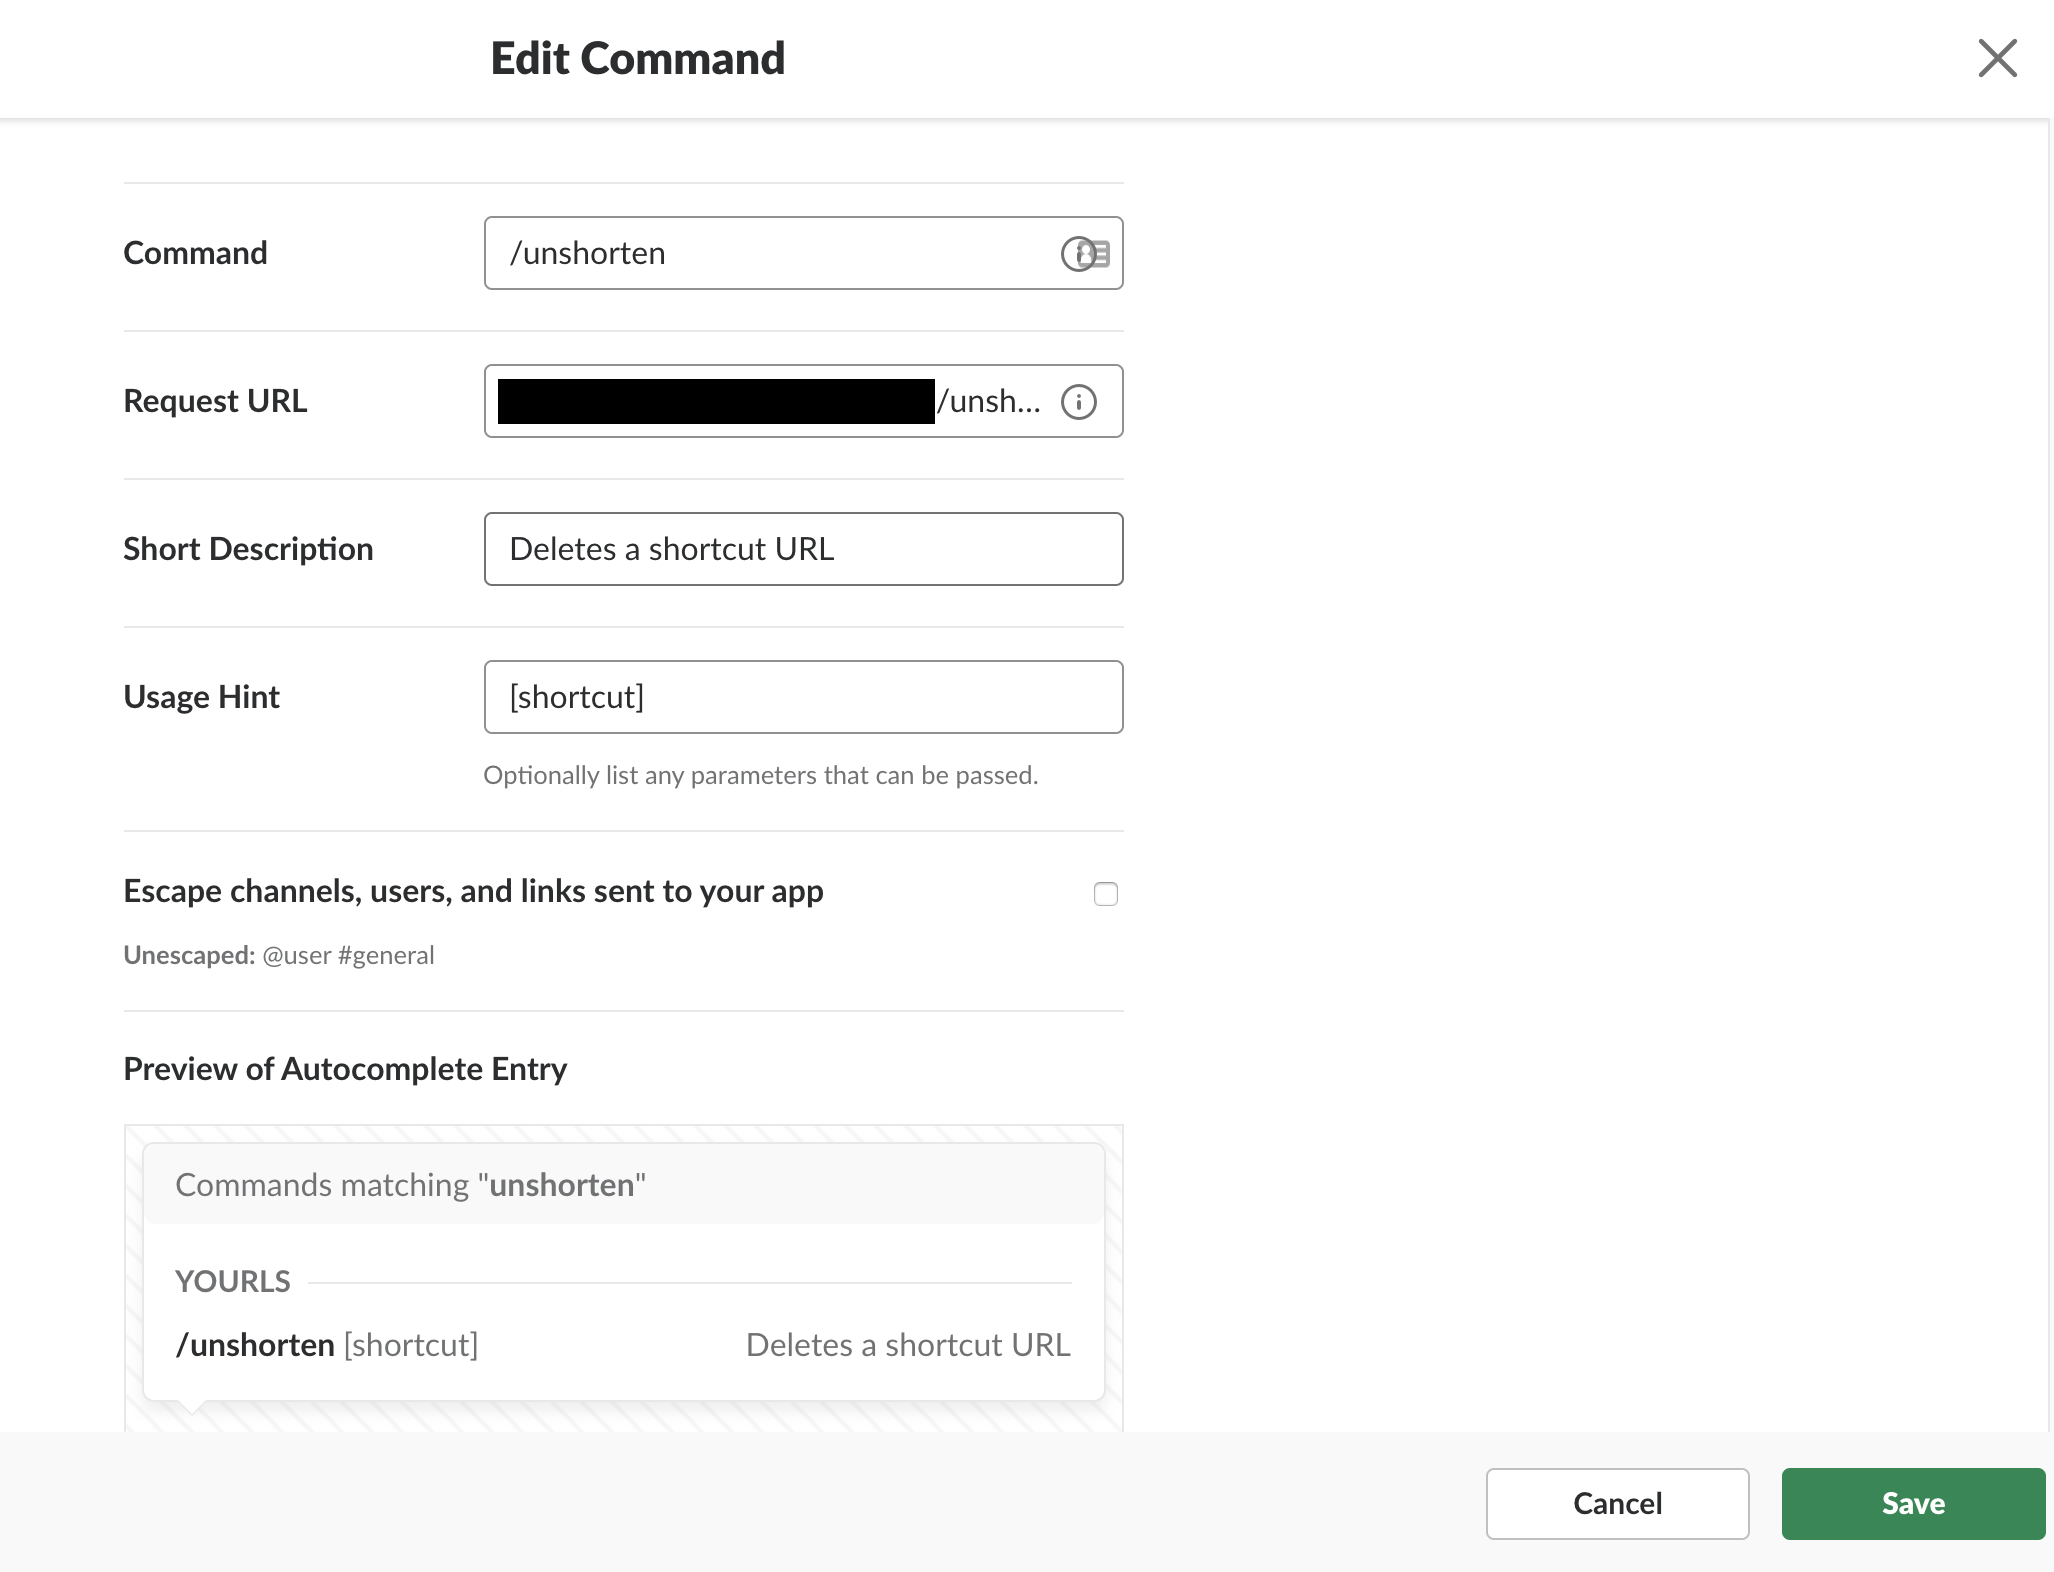 Edit Command
Command
/unshorten
Request URL
/unsh...
Short Description
Deletes a shortcut URL
Usage Hint
[shortcut]
Optionally list any parameters that can be passed.
Escape channels, users, and links sent to your app
Unescaped: @user #general
Preview of Autocomplete Entry
Commands matching "unshorten"
YOURLS
/unshorten [shortcut] Deletes a shortcut URL
Cancel Save